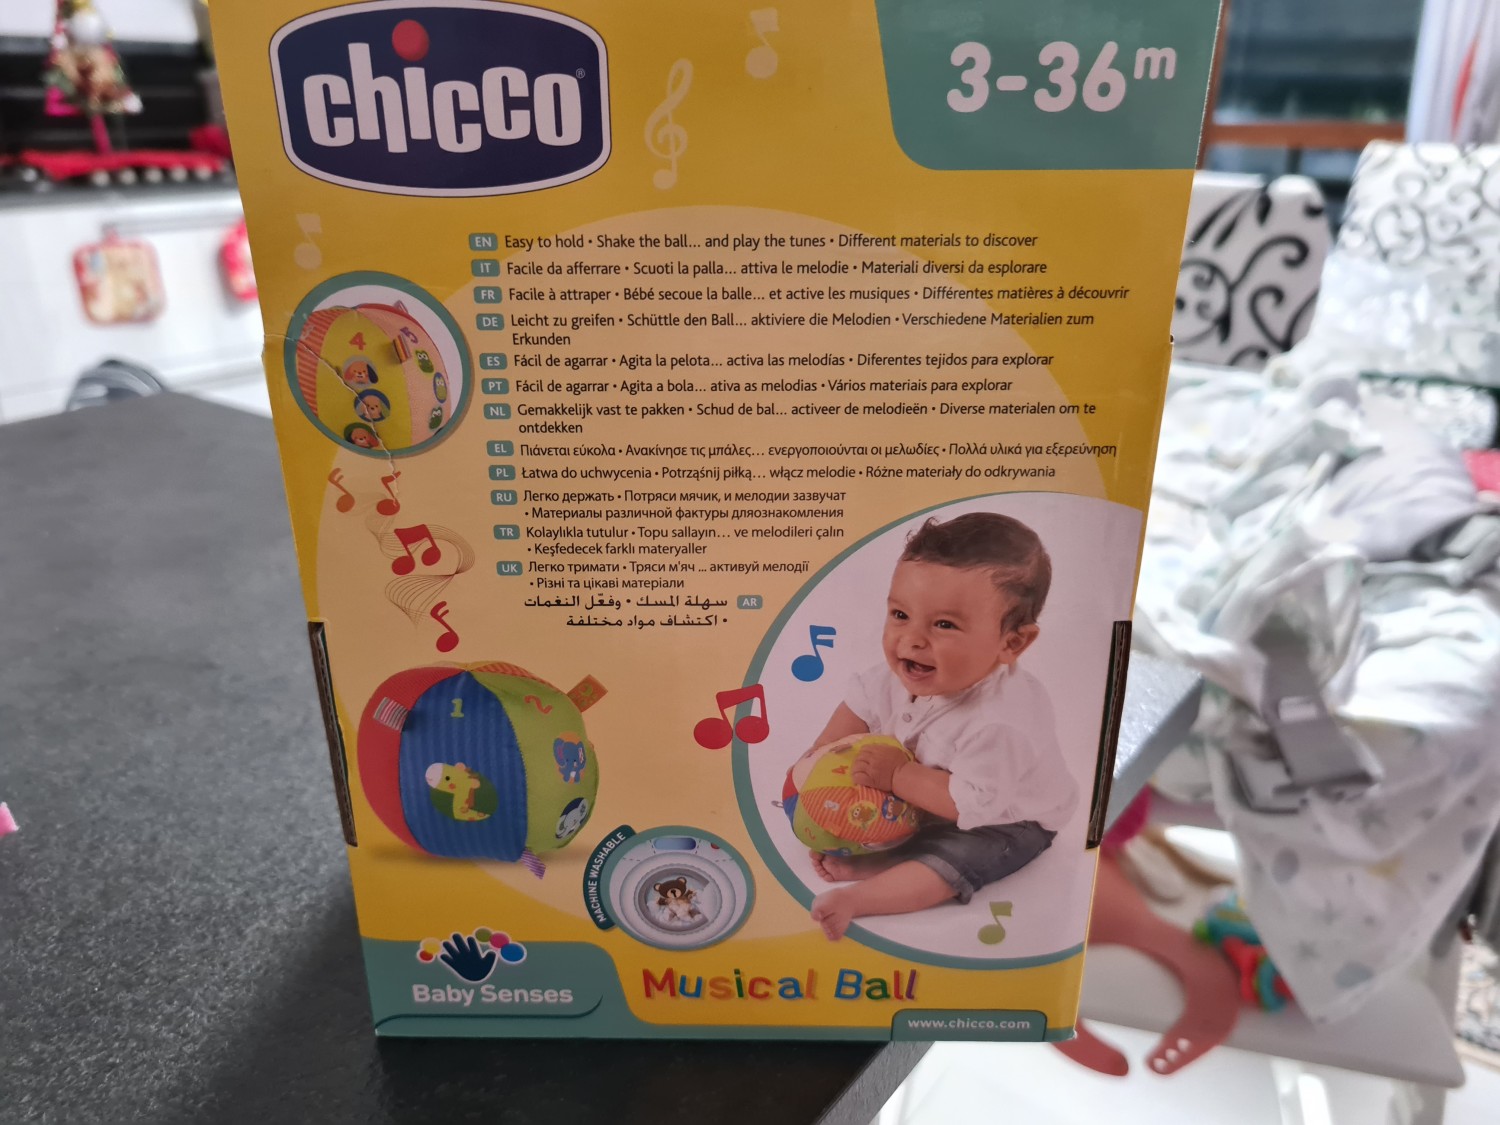 chicco®
3-36m
EN Easy to hold • Shake the ball... and play the tunes • Different materials to discover
IT Facile da afferrare • Scuoti la palla... attiva le melodie • Materiali diversi da esplorare
FR Facile à attraper • Bébé secoue la balle... et active les musiques • Différentes matières à découvrir
DE Leicht zu greifen • Schüttle den Ball... aktiviere die Melodien • Verschiedene Materialien zum
Erkunden
ES Fácil de agarrar • Agita la pelota... activa las melodías • Diferentes tejidos para explorar
PT Fácil de agarrar • Agita a bola... ativa as melodias • Vários materiais para explorar
NL Gemakkelijk vast te pakken • Schud de bal... activeer de melodieën • Diverse materialen om te
ontdekken
EL Πιάνεται εύκολα • Ανακίνησε τις μπάλες... ενεργοποιούνται οι μελωδίες • Πολλά υλικά για εξερεύνηση
PL Łatwa do uchwycenia • Potrząśnij piłką... włącz melodie • Różne materiały do odkrywania
RU Легко держать • Потряси мячик, и мелодии зазвучат
• Материалы различной фактуры дляознакомления
TR Kolaylıkla tutulur • Topu sallayın... ve melodileri çalın
• Keşfedecek farklı materyaller
UK Легко тримати • Тряси м'яч ... активуй мелодії
• Різні та цікаві матеріали
AR سهلة المسك • وفعّل النغمات
• اكتشاف مواد مختلفة
4
5
1
2
4
3
2
MACHINE WASHABLE
Baby Senses
Musical Ball
www.chicco.com